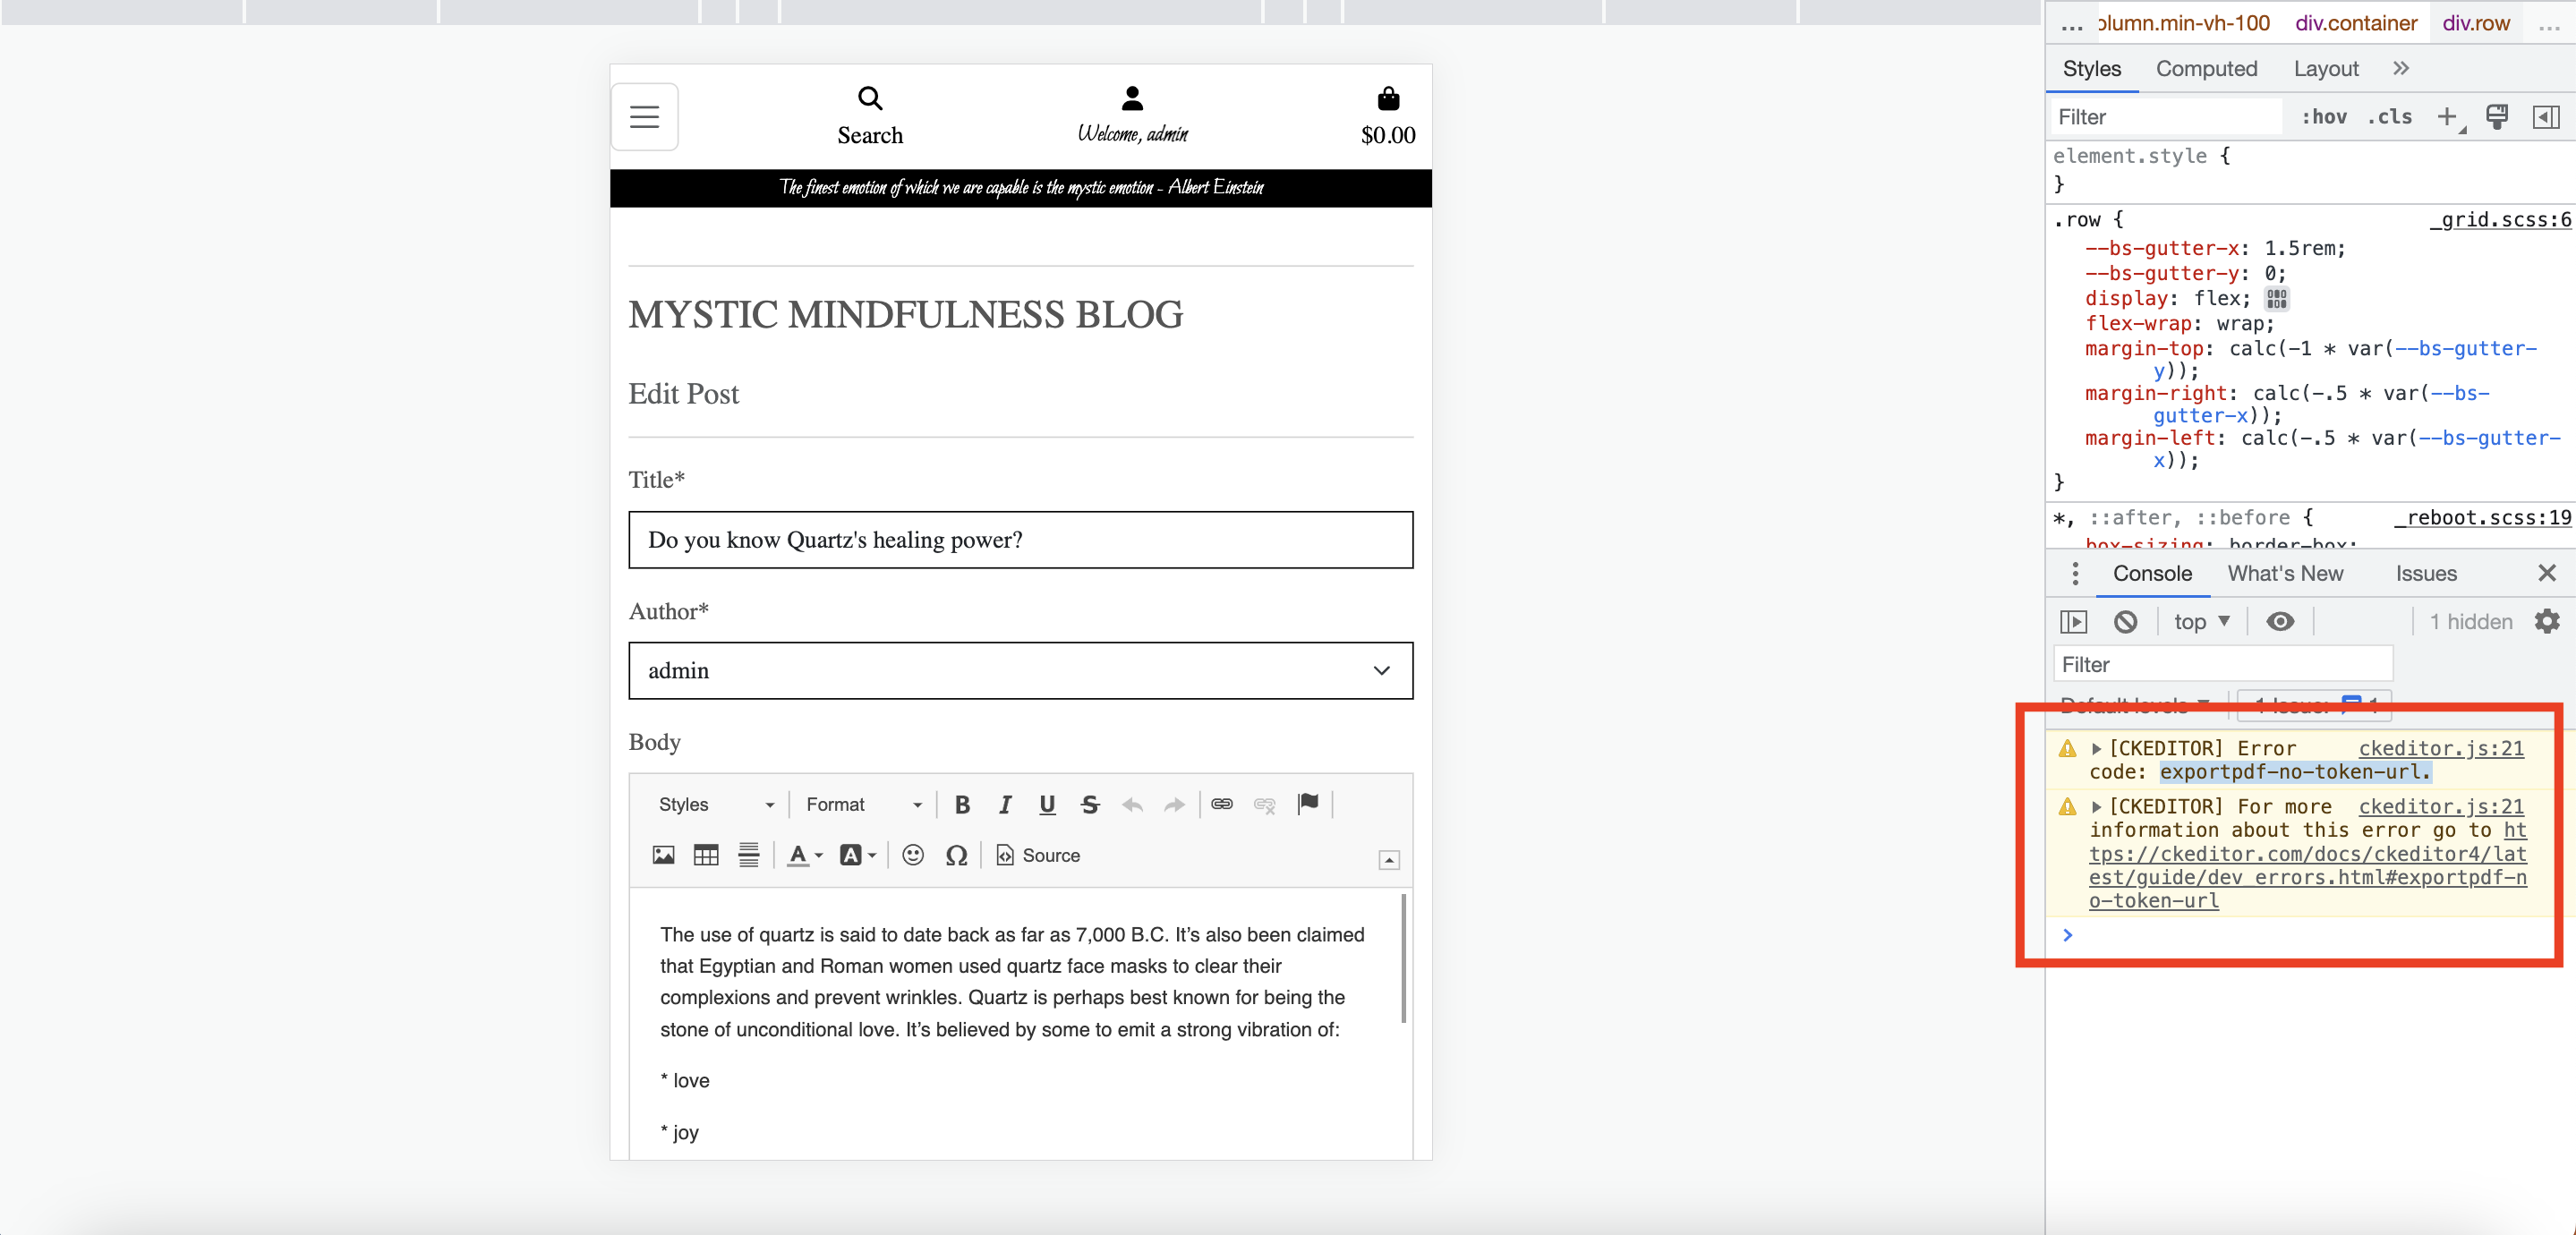 Search
Welcome, admin
$0.00
The finest emotion of which we are capable is the mystic emotion - Albert Einstein
MYSTIC MINDFULNESS BLOG
Edit Post
Title*
Do you know Quartz's healing power?
Author*
admin
Body
Styles
Format
B I U S
A A Ω Source
The use of quartz is said to date back as far as 7,000 B.C. It’s also been claimed
that Egyptian and Roman women used quartz face masks to clear their
complexions and prevent wrinkles. Quartz is perhaps best known for being the
stone of unconditional love. It’s believed by some to emit a strong vibration of:
* love
* joy
... olumn.min-vh-100 div.container div.row ...
Styles Computed Layout »
Filter :hov .cls +
element.style {
}
.row { _grid.scss:6
--bs-gutter-x: 1.5rem;
--bs-gutter-y: 0;
display: flex;
flex-wrap: wrap;
margin-top: calc(-1 * var(--bs-gutter-
y));
margin-right: calc(-.5 * var(--bs-
gutter-x));
margin-left: calc(-.5 * var(--bs-gutter-
x));
}
*, ::after, ::before { _reboot.scss:19
box-sizing: border-box;
Console What's New Issues
top 1 hidden
Filter
Default levels 1 Issue: 1
[CKEDITOR] Error ckeditor.js:21
code: exportpdf-no-token-url.
[CKEDITOR] For more ckeditor.js:21
information about this error go to ht
tps://ckeditor.com/docs/ckeditor4/lat
est/guide/dev_errors.html#exportpdf-n
o-token-url